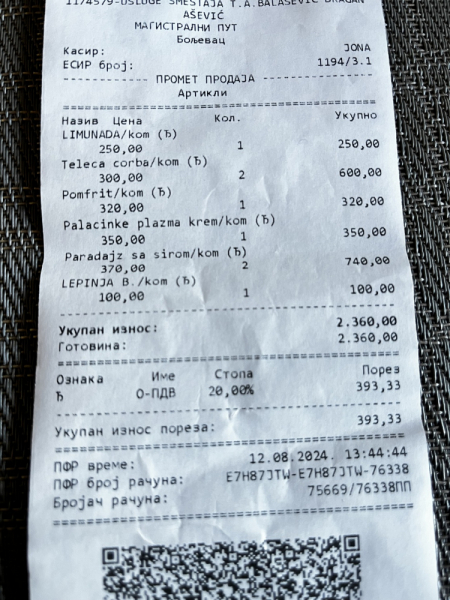 1174579-USLUGE SMEŠTAJA T.A.BALAŠEVIĆ DRAGAN
AŠEVIĆ
МАГИСТРАЛНИ ПУТ
Бољевац
Касир: JONA
ЕСИР број: 1194/3.1
------------ ПРОМЕТ ПРОДАЈА ------------
Артикли
========================================
Назив Цена Кол. Укупно
LIMUNADA/kom (Ђ)
250,00 1 250,00
Teleca corba/kom (Ђ)
300,00 2 600,00
Pomfrit/kom (Ђ)
320,00 1 320,00
Palacinke plazma krem/kom (Ђ)
350,00 1 350,00
Paradajz sa sirom/kom (Ђ)
370,00 2 740,00
LEPINJA B./kom (Ђ)
100,00 1 100,00
----------------------------------------
Укупан износ: 2.360,00
Готовина: 2.360,00
========================================
Ознака Име Стопа Порез
Ђ О-ПДВ 20,00% 393,33
----------------------------------------
Укупан износ пореза: 393,33
========================================
ПФР време: 12.08.2024. 13:44:44
ПФР број рачуна: E7H87JTW-E7H87JTW-76338
Бројач рачуна: 75669/76338ПП
========================================